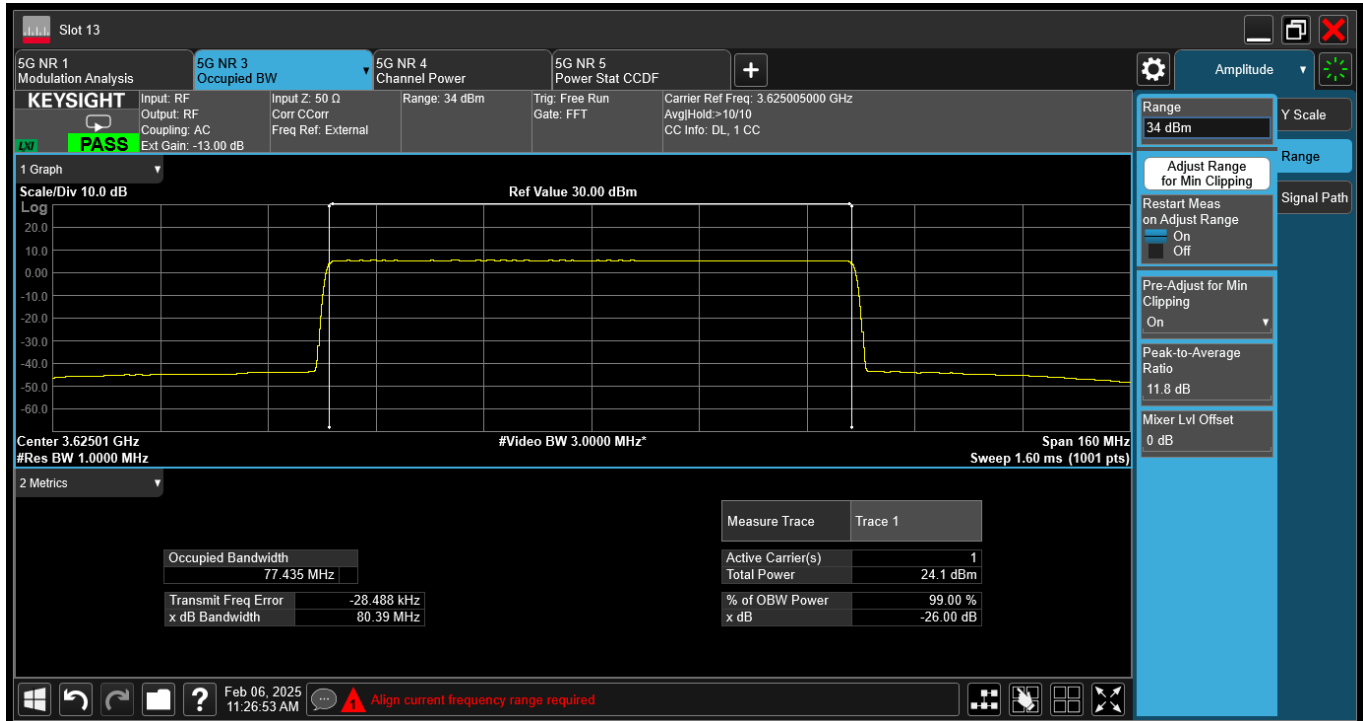 Slot 13
5G NR 1
Modulation Analysis
5G NR 3
Occupied BW
5G NR 4
Channel Power
5G NR 5
Power Stat CCDF
Amplitude
KEYSIGHT
LXI
PASS
Input: RF
Output: RF
Coupling: AC
Ext Gain: -13.00 dB
Input Z: 50 Ω
Corr CCorr
Freq Ref: External
Range: 34 dBm
Trig: Free Run
Gate: FFT
Carrier Ref Freq: 3.625005000 GHz
Avg|Hold:>10/10
CC Info: DL, 1 CC
1 Graph
Scale/Div 10.0 dB
Ref Value 30.00 dBm
Log
20.0
10.0
0.00
-10.0
-20.0
-30.0
-40.0
-50.0
-60.0
Center 3.62501 GHz
#Video BW 3.0000 MHz*
Span 160 MHz
#Res BW 1.0000 MHz
Sweep 1.60 ms (1001 pts)
2 Metrics
Measure Trace Trace 1
Occupied Bandwidth
77.435 MHz
Transmit Freq Error -28.488 kHz
x dB Bandwidth 80.39 MHz
Active Carrier(s) 1
Total Power 24.1 dBm
% of OBW Power 99.00 %
x dB -26.00 dB
Range
34 dBm
Adjust Range
for Min Clipping
Restart Meas
on Adjust Range
On
Off
Pre-Adjust for Min
Clipping
On
Peak-to-Average
Ratio
11.8 dB
Mixer Lvl Offset
0 dB
Y Scale
Range
Signal Path
?
Feb 06, 2025
11:26:53 AM
1
Align current frequency range required